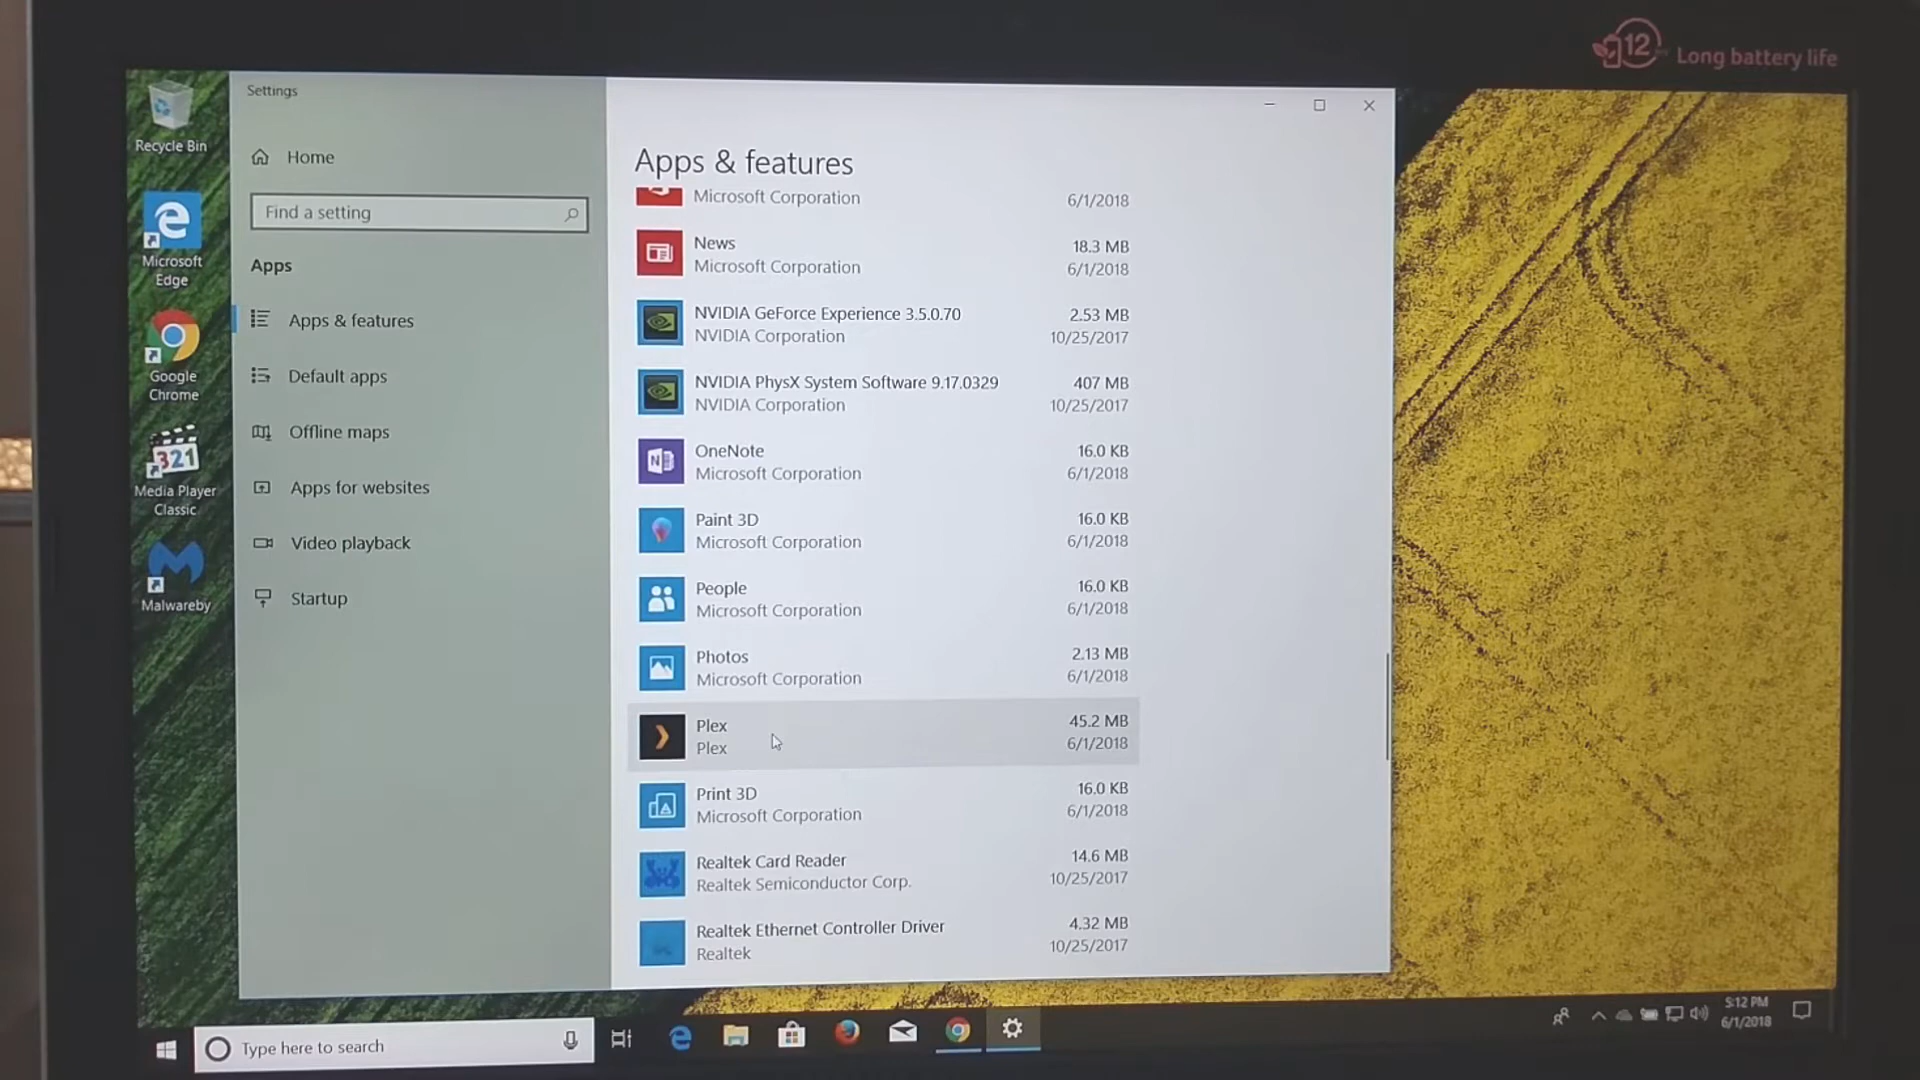 12
Long battery life
Recycle Bin
Microsoft
Edge
Google
Chrome
321
Media Player
Classic
Malwareby
Settings
Home
Find a setting
Apps
Apps & features
Default apps
Offline maps
Apps for websites
Video playback
Startup
Apps & features
Microsoft Corporation 6/1/2018
News 18.3 MB
Microsoft Corporation 6/1/2018
NVIDIA GeForce Experience 3.5.0.70 2.53 MB
NVIDIA Corporation 10/25/2017
NVIDIA PhysX System Software 9.17.0329 407 MB
NVIDIA Corporation 10/25/2017
N
OneNote 16.0 KB
Microsoft Corporation 6/1/2018
Paint 3D 16.0 KB
Microsoft Corporation 6/1/2018
People 16.0 KB
Microsoft Corporation 6/1/2018
Photos 2.13 MB
Microsoft Corporation 6/1/2018
Plex 45.2 MB
Plex 6/1/2018
Print 3D 16.0 KB
Microsoft Corporation 6/1/2018
Realtek Card Reader 14.6 MB
Realtek Semiconductor Corp. 10/25/2017
Realtek Ethernet Controller Driver 4.32 MB
Realtek 10/25/2017
Type here to search
5:12 PM
6/1/2018